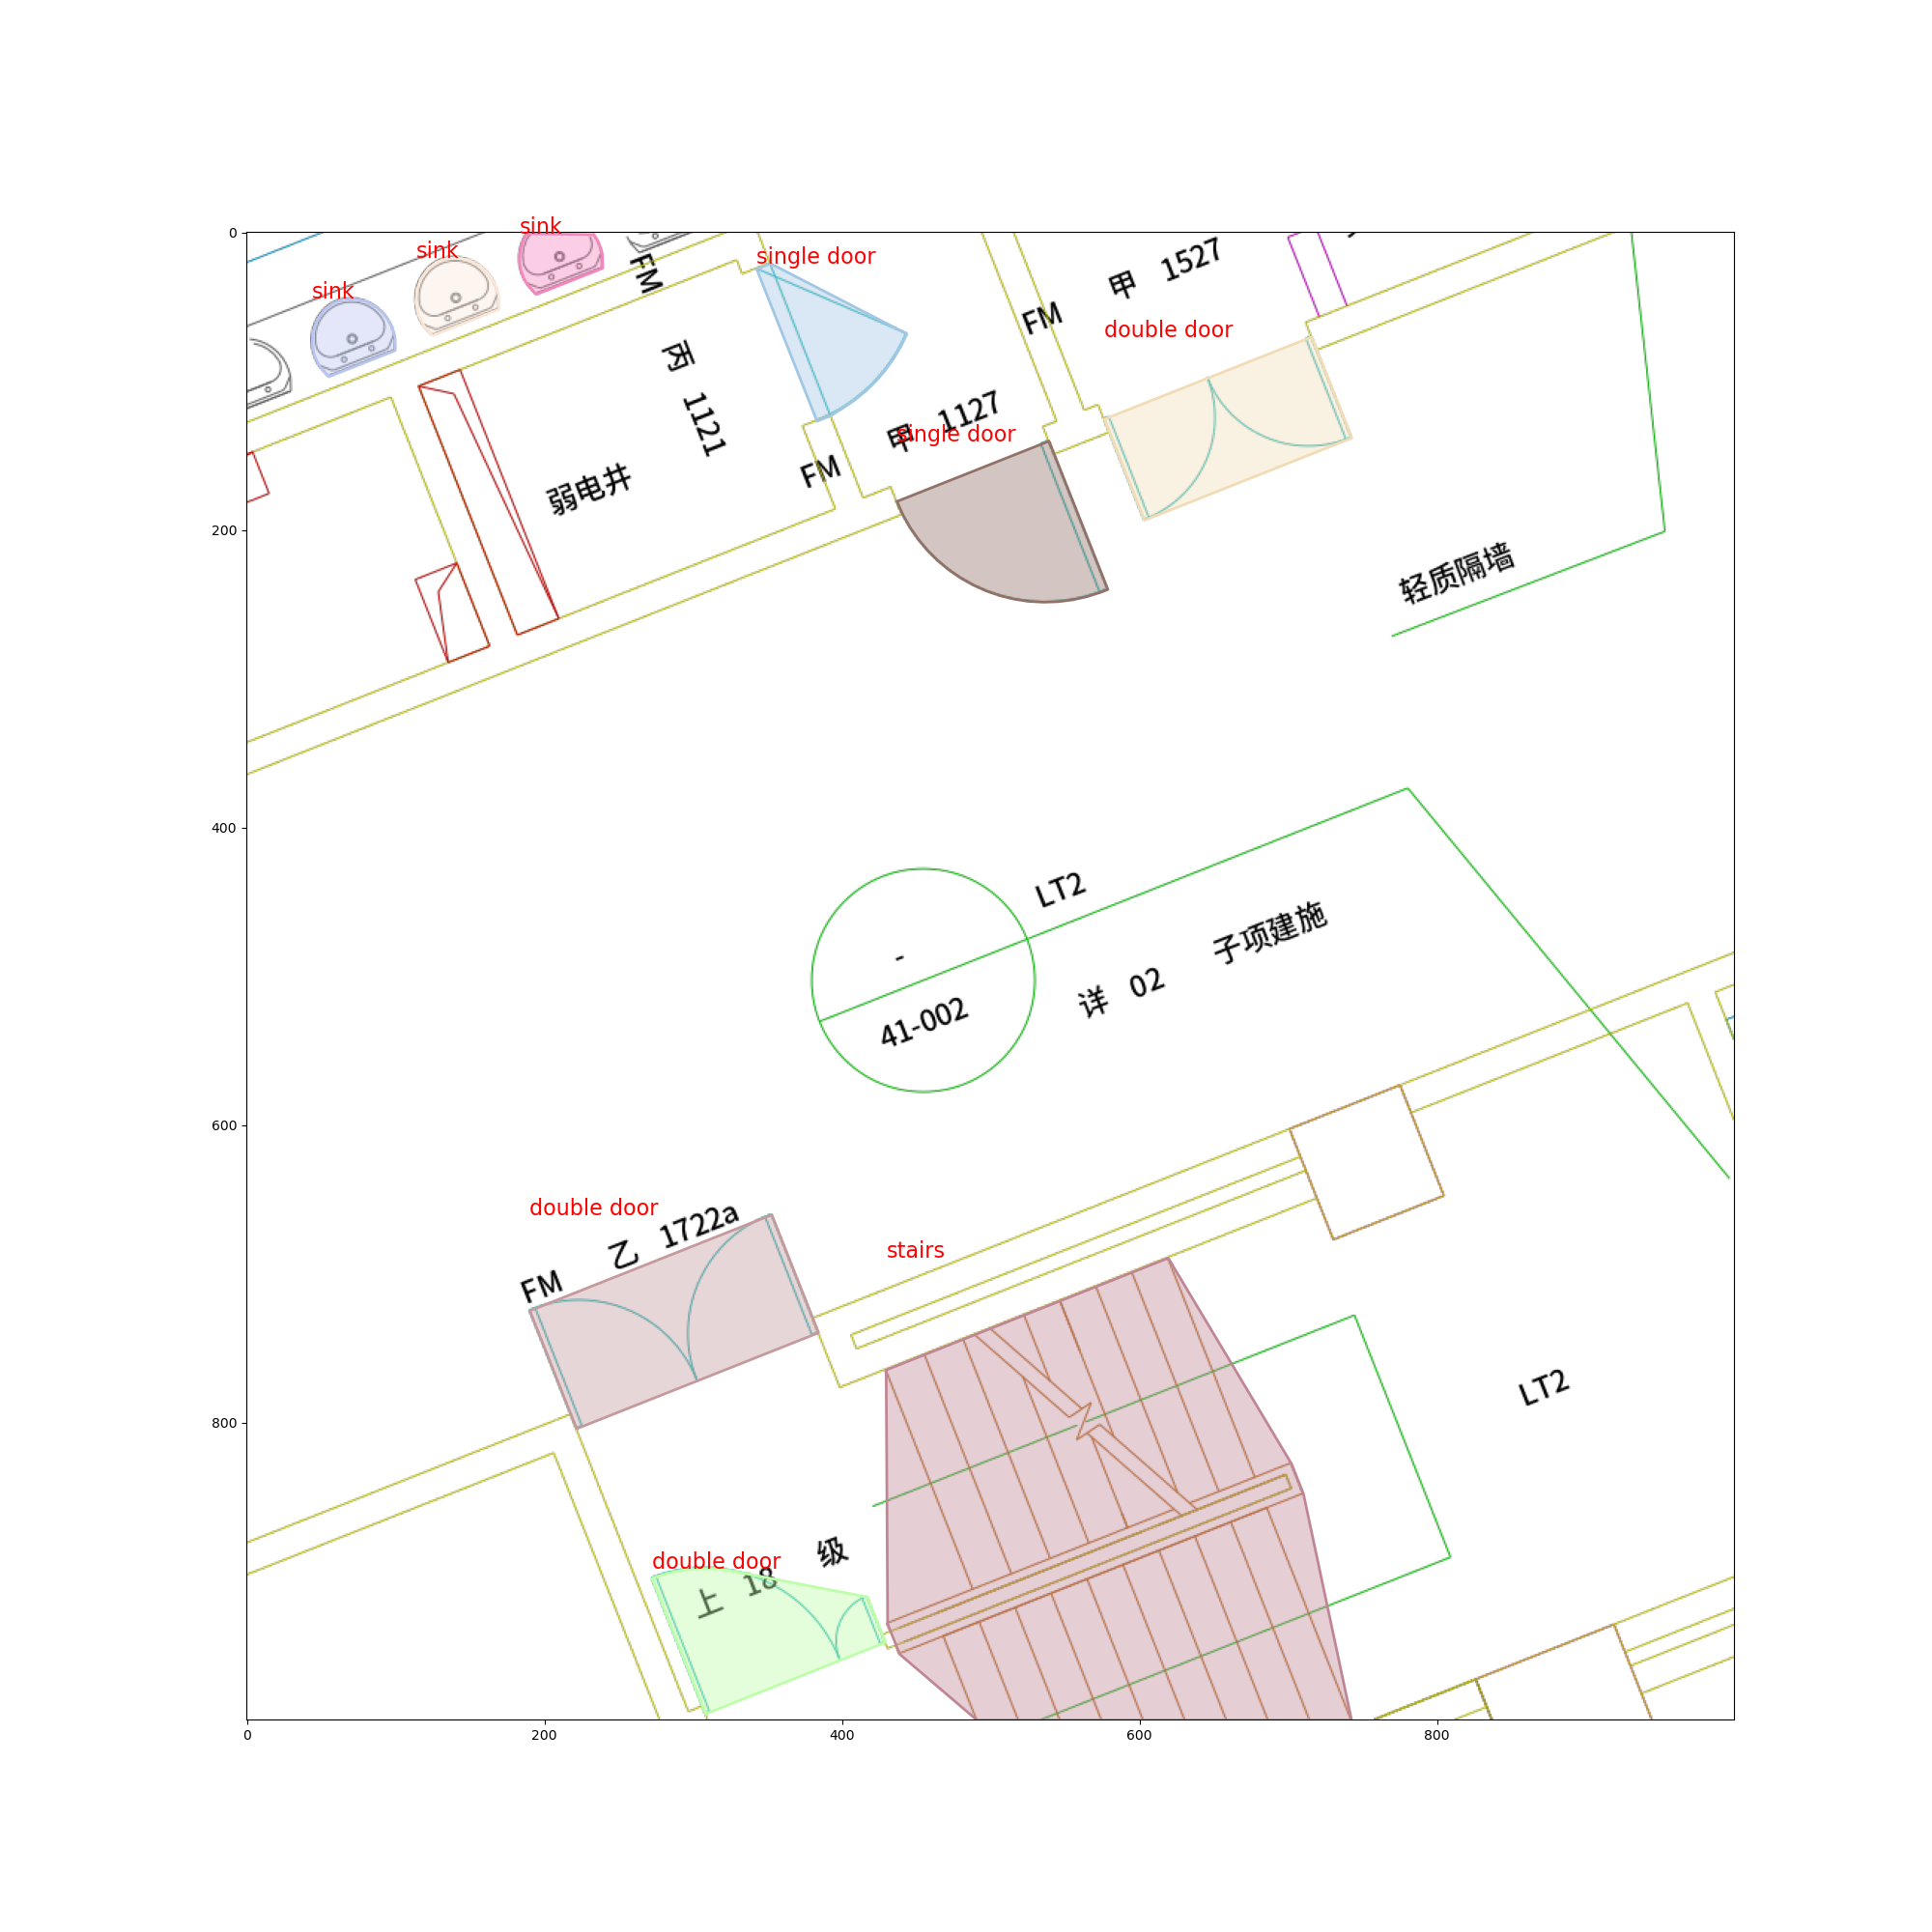 sink
sink
sink
single door
FM
丙 1121
弱电井
FM 甲 1127
single door
FM 甲 1527
double door
轻质隔墙
LT2
-
41-002
详 02 子项建施
double door
FM 乙 1722a
stairs
LT2
double door
上 18 级
0
200
400
600
800
0
200
400
600
800